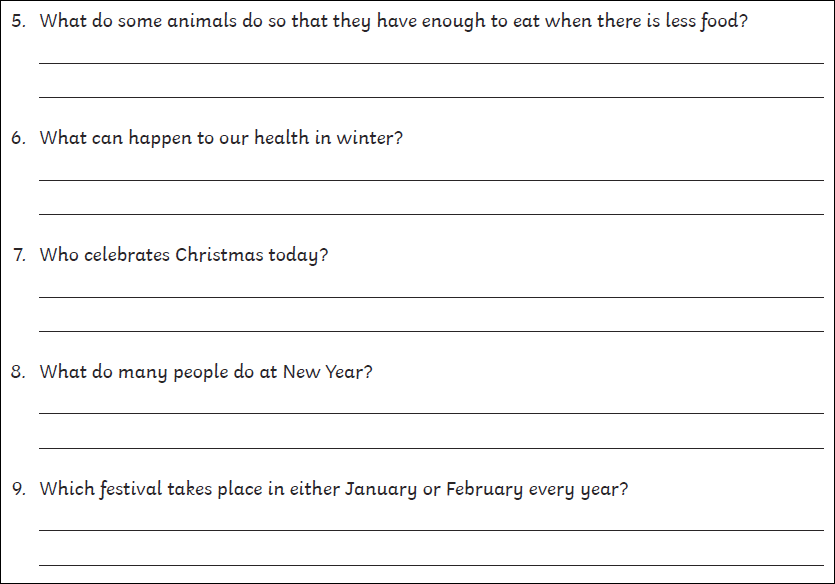 5. What do some animals do so that they have enough to eat when there is less food?
6. What can happen to our health in winter?
7. Who celebrates Christmas today?
8. What do many people do at New Year?
9. Which festival takes place in either January or February every year?